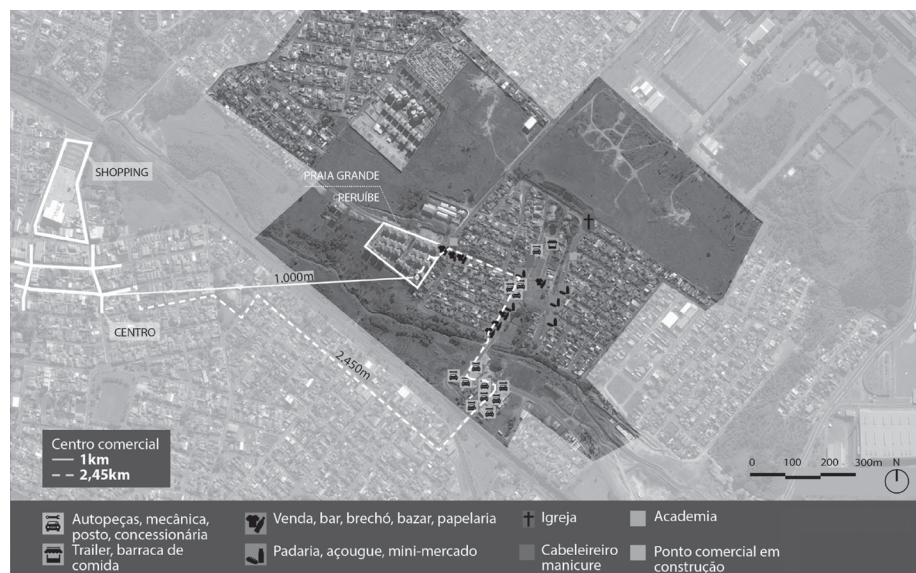 SHOPPING
PRAIA GRANDE
PERUÍBE
1.000m
CENTRO
2.450m
Centro comercial
1km
2,45km
0 100 200 300m N
Autopeças, mecânica,
posto, concessionária
Trailer, barraca de
comida
Venda, bar, brechó, bazar, papelaria
Padaria, açougue, mini-mercado
Igreja
Cabeleireiro
manicure
Academia
Ponto comercial em
construção